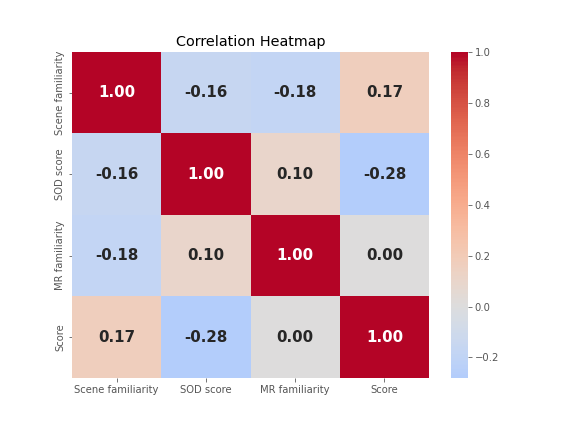 Correlation Heatmap
Scene familiarity
1.00
-0.16
-0.18
0.17
SOD score
-0.16
1.00
0.10
-0.28
MR familiarity
-0.18
0.10
1.00
0.00
Score
0.17
-0.28
0.00
1.00
Scene familiarity
SOD score
MR familiarity
Score
1.0
0.8
0.6
0.4
0.2
0.0
−0.2